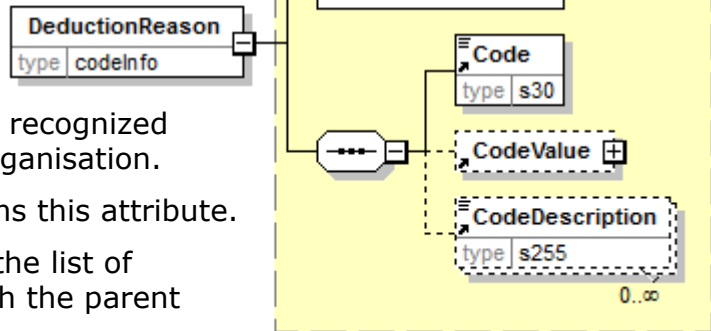 DeductionReason
type codeInfo
Code
type s30
recognized
ganisation.
CodeValue
ns this attribute.
CodeDescription
type s255
0..∞
the list of
h the parent